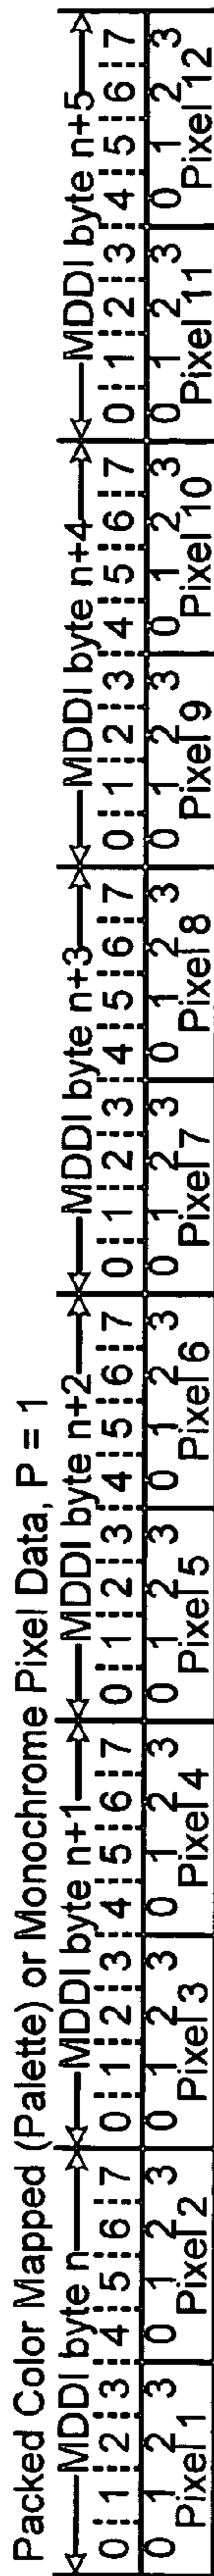 Packed Color Mapped (Palette) or Monochrome Pixel Data, P = 1
MDDI byte n MDDI byte n+1 MDDI byte n+2 MDDI byte n+3 MDDI byte n+4 MDDI byte n+5
0 1 2 3 4 5 6 7 0 1 2 3 4 5 6 7 0 1 2 3 4 5 6 7 0 1 2 3 4 5 6 7 0 1 2 3 4 5 6 7 0 1 2 3 4 5 6 7
0 1 2 3 0 1 2 3 0 1 2 3 0 1 2 3 0 1 2 3 0 1 2 3 0 1 2 3 0 1 2 3 0 1 2 3 0 1 2 3 0 1 2 3 0 1 2 3
Pixel 1 Pixel 2 Pixel 3 Pixel 4 Pixel 5 Pixel 6 Pixel 7 Pixel 8 Pixel 9 Pixel 10 Pixel 11 Pixel 12